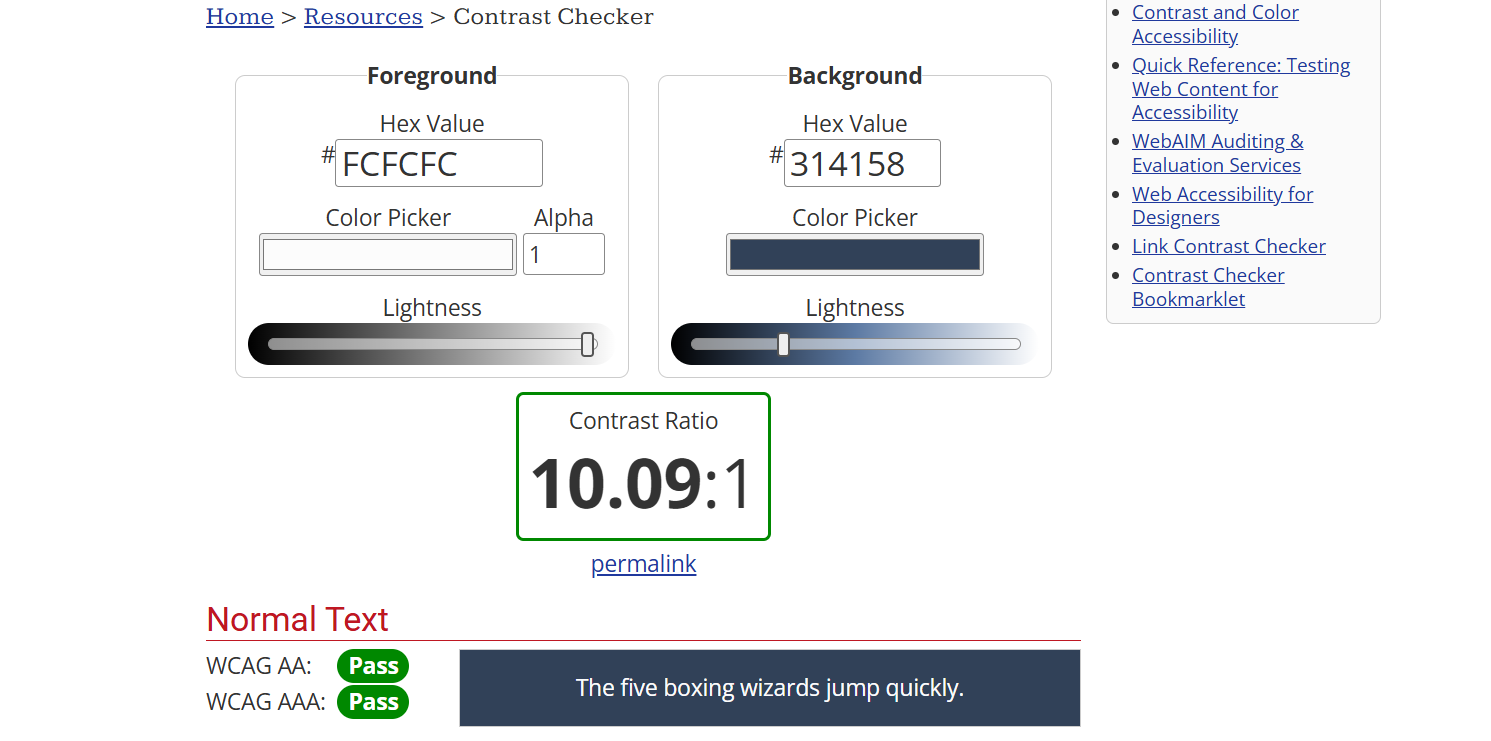 Home > Resources > Contrast Checker
Foreground
Hex Value
#FCFCFC
Color Picker Alpha
1
Lightness
Background
Hex Value
#314158
Color Picker
Lightness
Contrast Ratio
10.09:1
permalink
Normal Text
WCAG AA: Pass
WCAG AAA: Pass
The five boxing wizards jump quickly.
Contrast and Color
Accessibility
Quick Reference: Testing
Web Content for
Accessibility
WebAIM Auditing &
Evaluation Services
Web Accessibility for
Designers
Link Contrast Checker
Contrast Checker
Bookmarklet